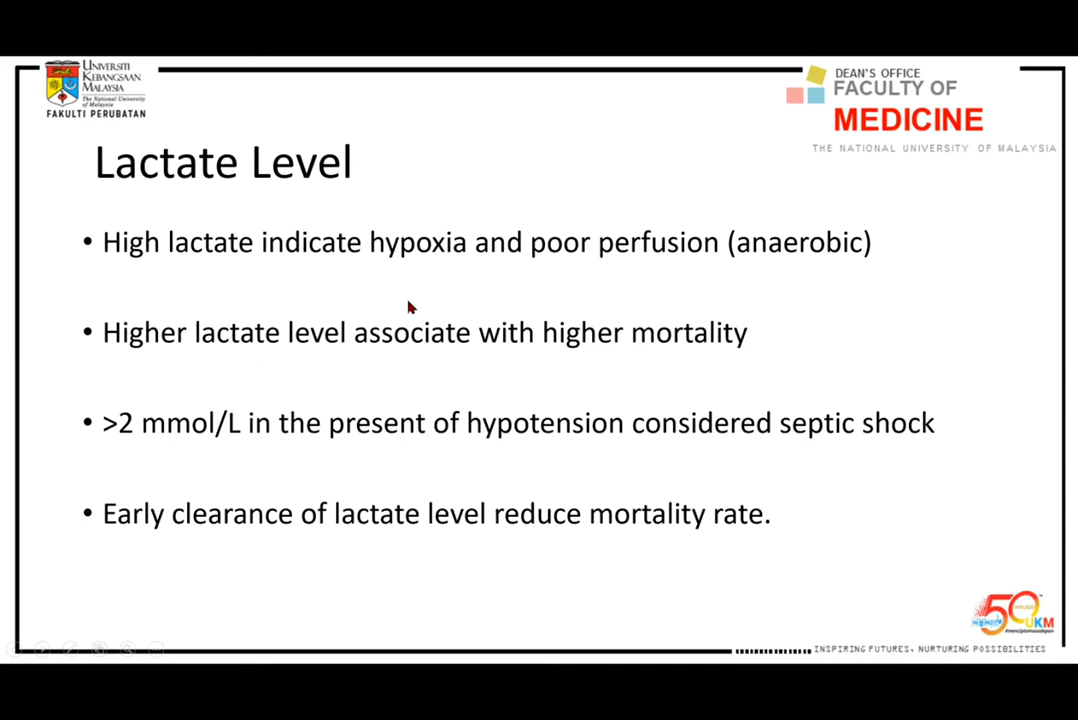 UNIVERSITI
KEBANGSAAN
MALAYSIA
The National University
of Malaysia
FAKULTI PERUBATAN
DEAN'S OFFICE
FACULTY OF
MEDICINE
THE NATIONAL UNIVERSITY OF MALAYSIA
Lactate Level
• High lactate indicate hypoxia and poor perfusion (anaerobic)
• Higher lactate level associate with higher mortality
• >2 mmol/L in the present of hypotension considered septic shock
• Early clearance of lactate level reduce mortality rate.
50
UKM
INSPIRING FUTURES, NURTURING POSSIBILITIES